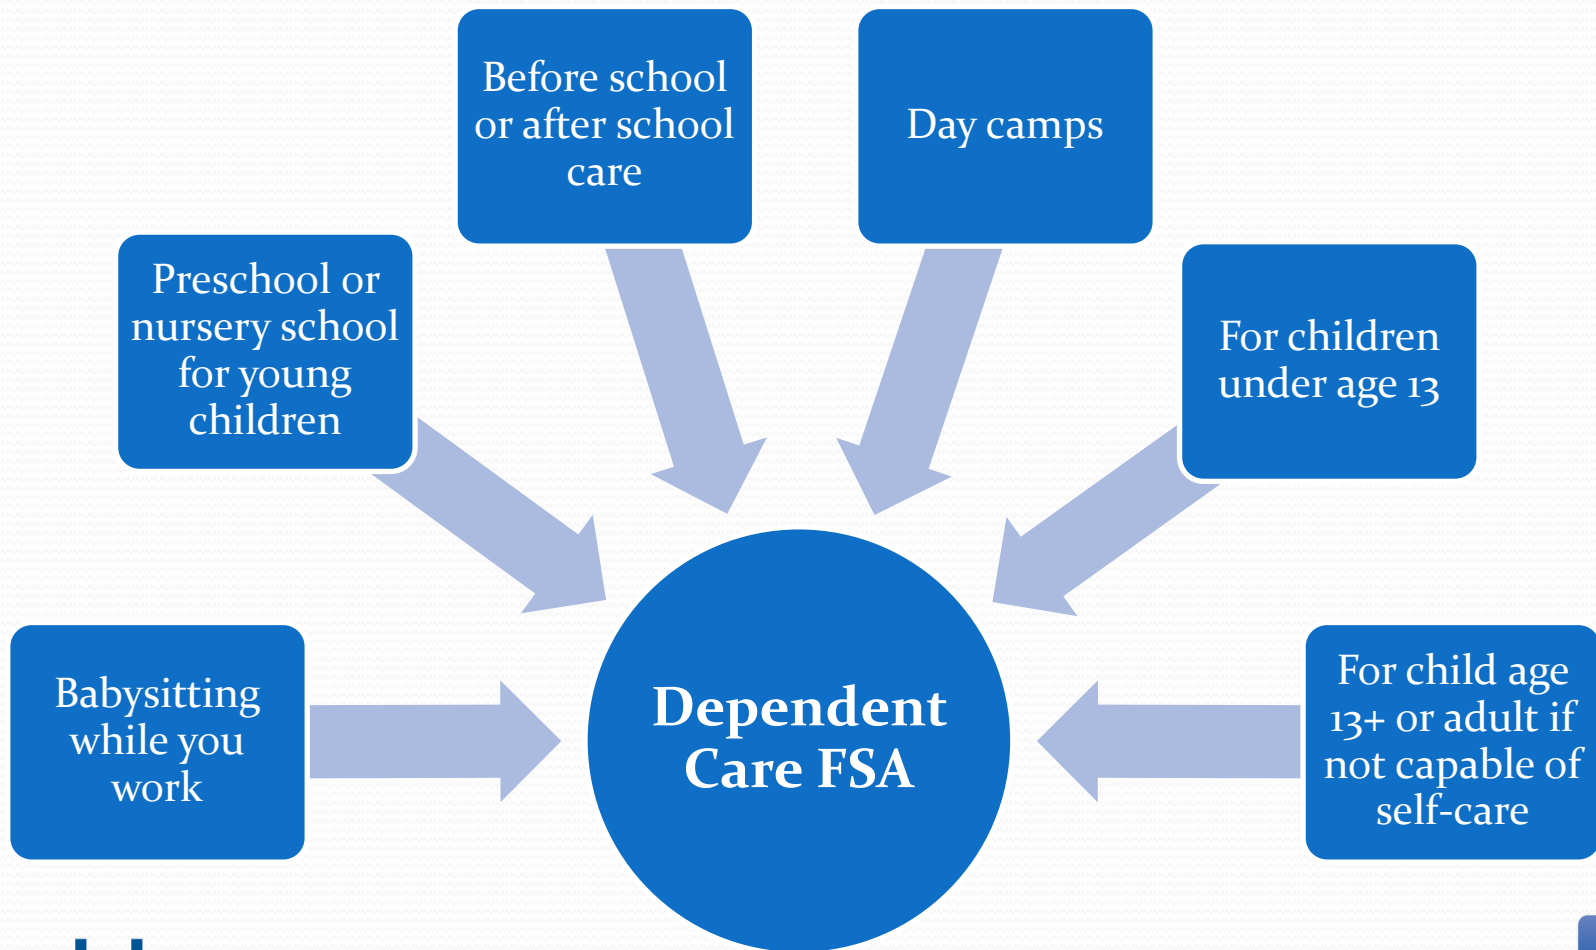 Before school
or after school
care
Day camps
Preschool or
nursery school
for young
children
For children
under age 13
Babysitting
while you
work
Dependent
Care FSA
For child age
13+ or adult if
not capable of
self-care